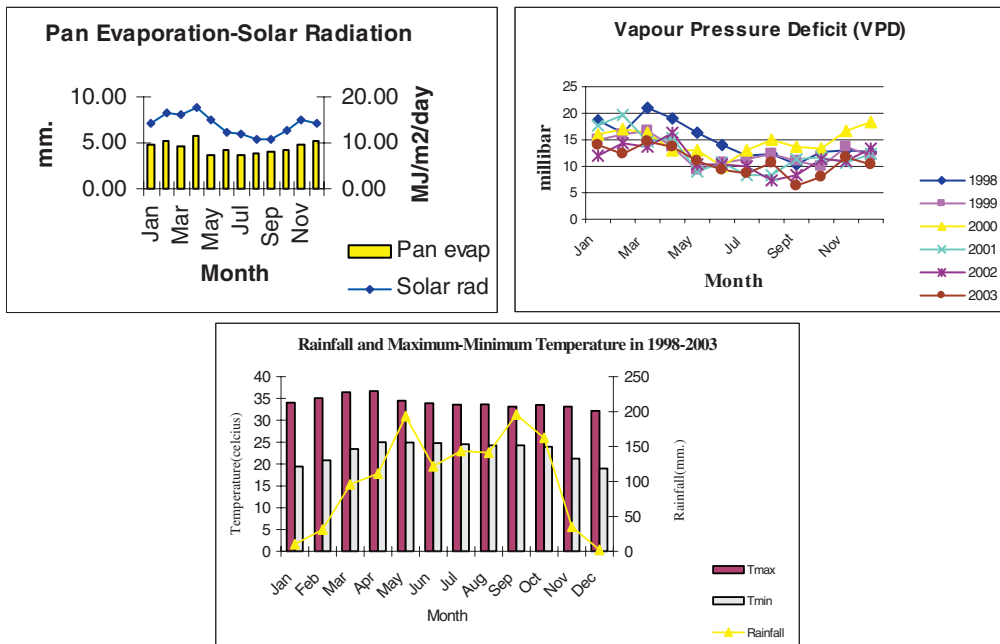 Pan Evaporation-Solar Radiation
10.00
5.00
0.00
mm.
20.00
10.00
0.00
MJ/m2/day
Jan
Mar
May
Jul
Sep
Nov
Month
Pan evap
Solar rad
Vapour Pressure Deficit (VPD)
25
20
15
10
5
0
milibar
Jan
Mar
May
Jul
Sept
Nov
Month
1998
1999
2000
2001
2002
2003
Rainfall and Maximum-Minimum Temperature in 1998-2003
40
35
30
25
20
15
10
5
0
Temperature(celcius)
250
200
150
100
50
0
Rainfall(mm.)
Jan
Feb
Mar
Apr
May
Jun
Jul
Aug
Sep
Oct
Nov
Dec
Month
Tmax
Tmin
Rainfall